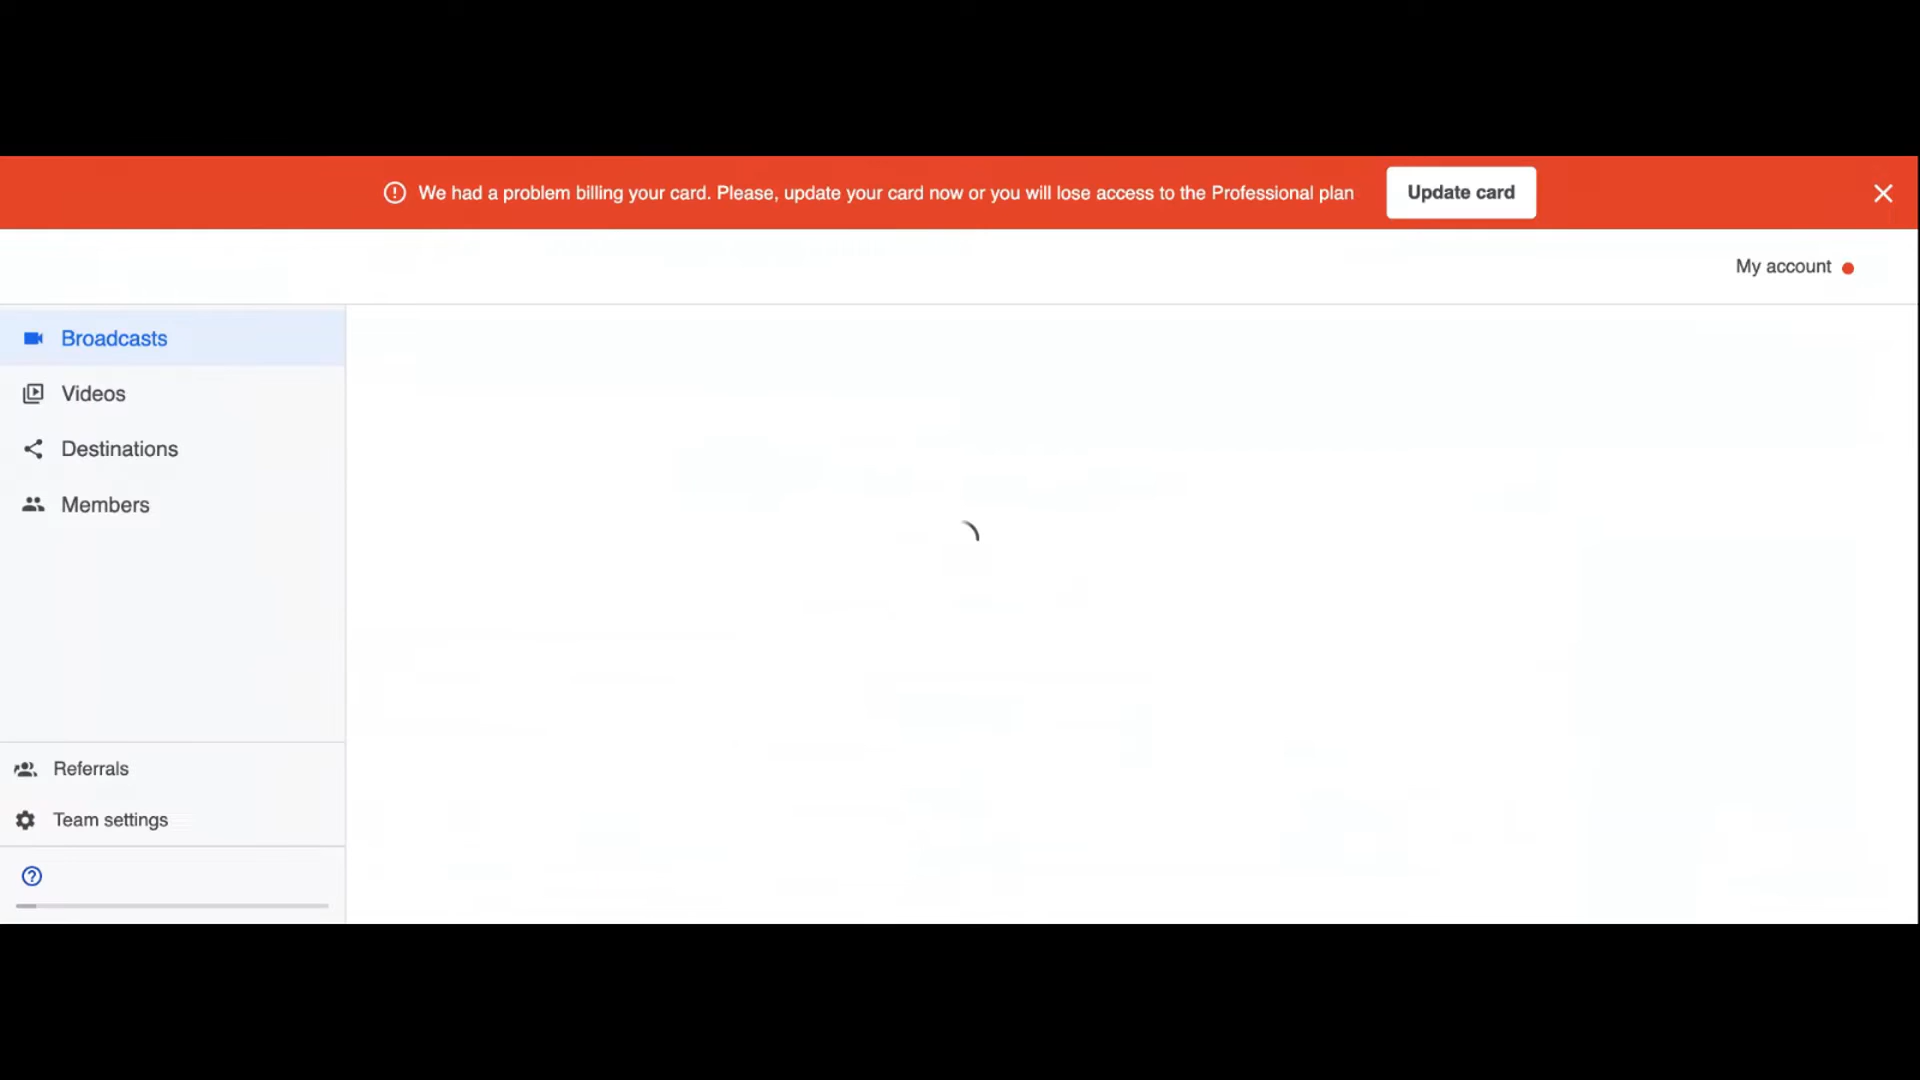 We had a problem billing your card. Please, update your card now or you will lose access to the Professional plan
Update card
My account
Broadcasts
Videos
Destinations
Members
Referrals
Team settings